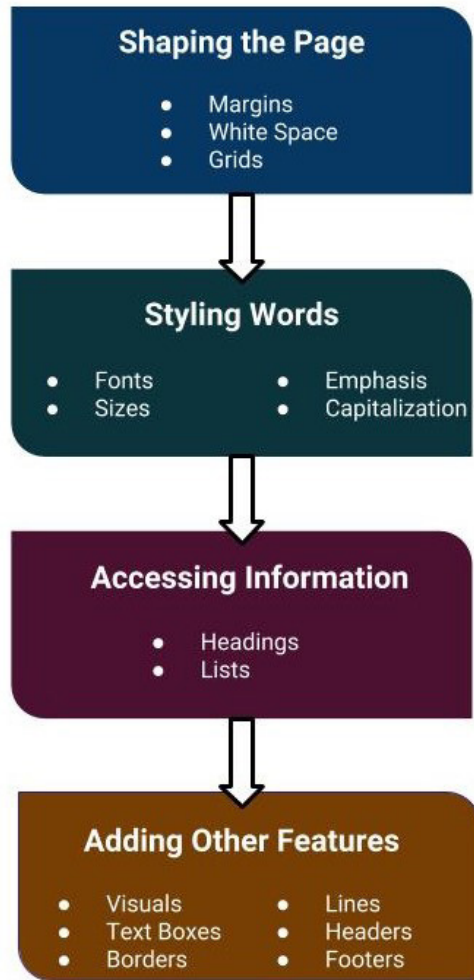 Shaping the Page
● Margins
● White Space
● Grids
Styling Words
● Fonts
● Sizes
● Emphasis
● Capitalization
Accessing Information
● Headings
● Lists
Adding Other Features
● Visuals
● Text Boxes
● Borders
● Lines
● Headers
● Footers